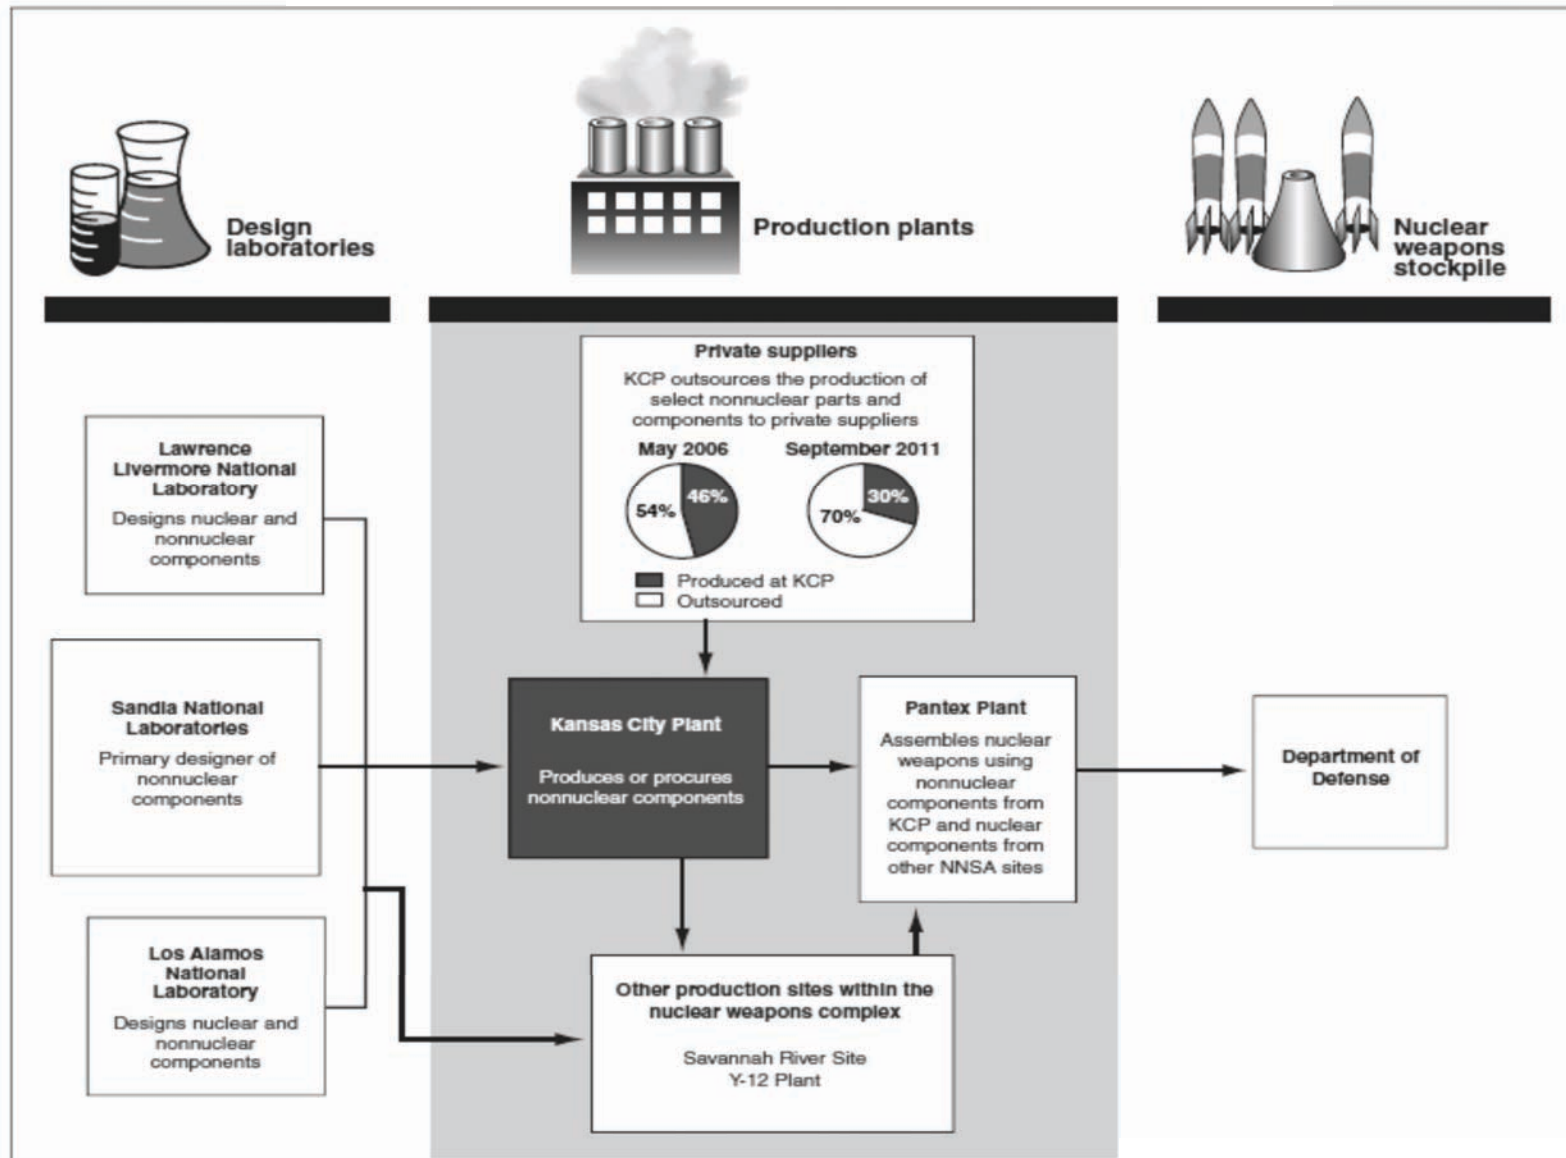 Design
laboratories
Production plants
Nuclear
weapons
stockpile
Private suppliers
KCP outsources the production of
select nonnuclear parts and
components to private suppliers
May 2006
September 2011
46%
54%
30%
70%
Produced at KCP
Outsourced
Lawrence
Livermore National
Laboratory
Designs nuclear and
nonnuclear
components
Sandia National
Laboratories
Primary designer of
nonnuclear
components
Los Alamos
National
Laboratory
Designs nuclear and
nonnuclear
components
Kansas City Plant
Produces or procures
nonnuclear components
Pantex Plant
Assembles nuclear
weapons using
nonnuclear
components from
KCP and nuclear
components from
other NNSA sites
Department of
Defense
Other production sites within the
nuclear weapons complex
Savannah River Site
Y-12 Plant